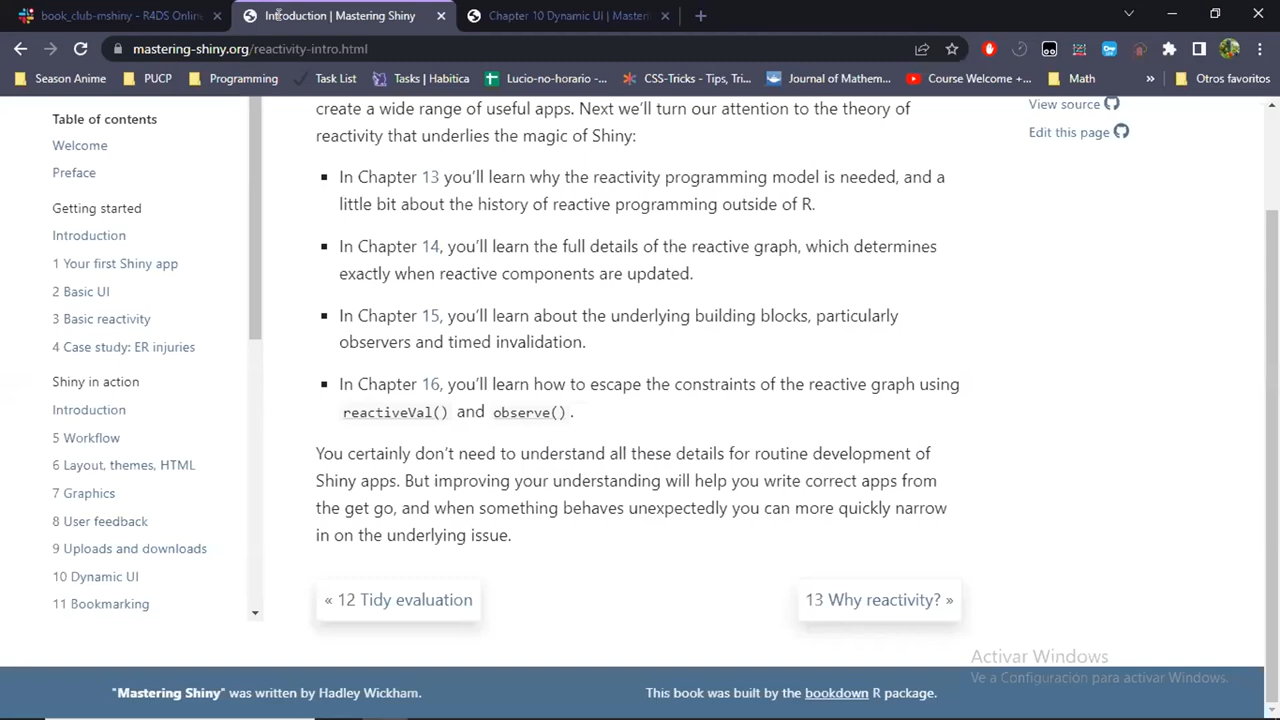 book_club-mshiny - R4DS Online
Introduction | Mastering Shiny
Chapter 10 Dynamic UI | Masteri
mastering-shiny.org/reactivity-intro.html
Season Anime
PUCP
Programming
Task List
Tasks | Habitica
Lucio-no-horario -...
CSS-Tricks - Tips, Tri...
Journal of Mathem...
Course Welcome +...
Math
»
Otros favoritos
Table of contents
Welcome
Preface
Getting started
Introduction
1 Your first Shiny app
2 Basic UI
3 Basic reactivity
4 Case study: ER injuries
Shiny in action
Introduction
5 Workflow
6 Layout, themes, HTML
7 Graphics
8 User feedback
9 Uploads and downloads
10 Dynamic UI
11 Bookmarking
create a wide range of useful apps. Next we'll turn our attention to the theory of
reactivity that underlies the magic of Shiny:
▪ In Chapter 13 you'll learn why the reactivity programming model is needed, and a
little bit about the history of reactive programming outside of R.
▪ In Chapter 14, you'll learn the full details of the reactive graph, which determines
exactly when reactive components are updated.
▪ In Chapter 15, you'll learn about the underlying building blocks, particularly
observers and timed invalidation.
▪ In Chapter 16, you'll learn how to escape the constraints of the reactive graph using
reactiveVal() and observe().
You certainly don't need to understand all these details for routine development of
Shiny apps. But improving your understanding will help you write correct apps from
the get go, and when something behaves unexpectedly you can more quickly narrow
in on the underlying issue.
« 12 Tidy evaluation
13 Why reactivity? »
View source
Edit this page
Activar Windows
Ve a Configuración para activar Windows.
"Mastering Shiny" was written by Hadley Wickham.
This book was built by the bookdown R package.